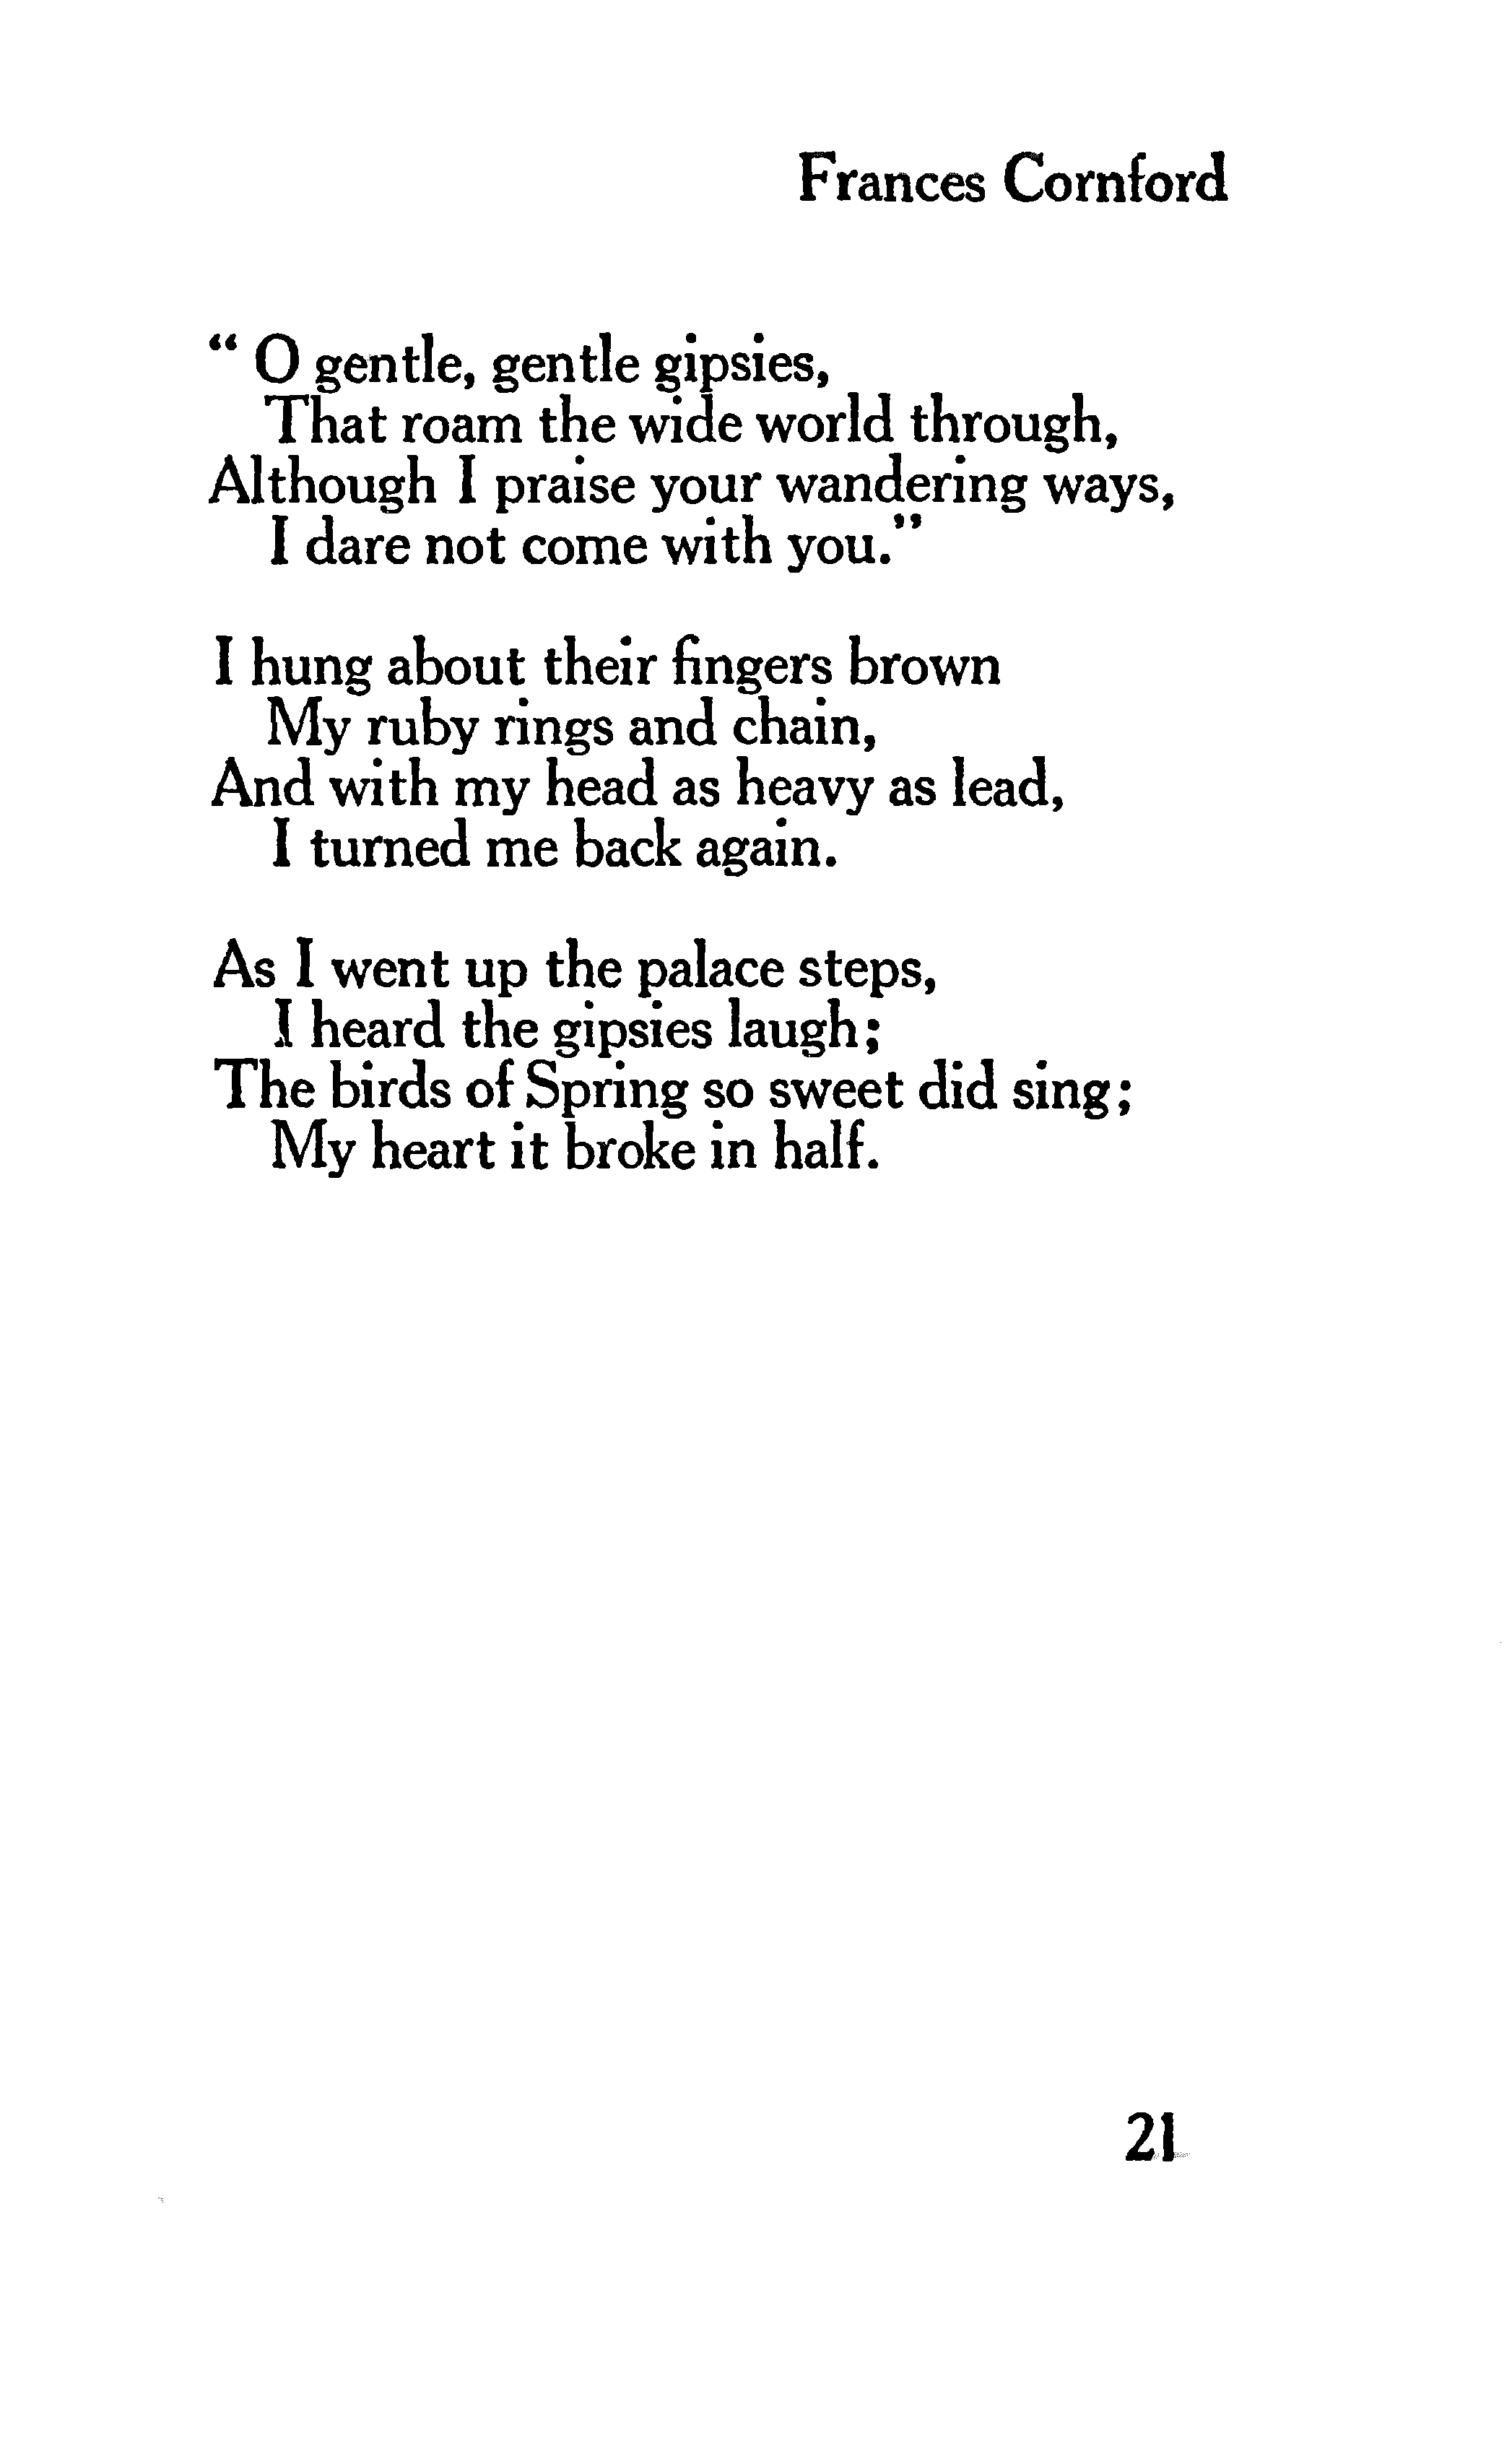 Frances Cornford
“ O gentle, gentle gipsies,
That roam the wide world through,
Although I praise your wandering ways,
I dare not come with you.”
I hung about their fingers brown
My ruby rings and chain,
And with my head as heavy as lead,
I turned me back again.
As I went up the palace steps,
I heard the gipsies laugh;
The birds of Spring so sweet did sing;
My heart it broke in half.
21